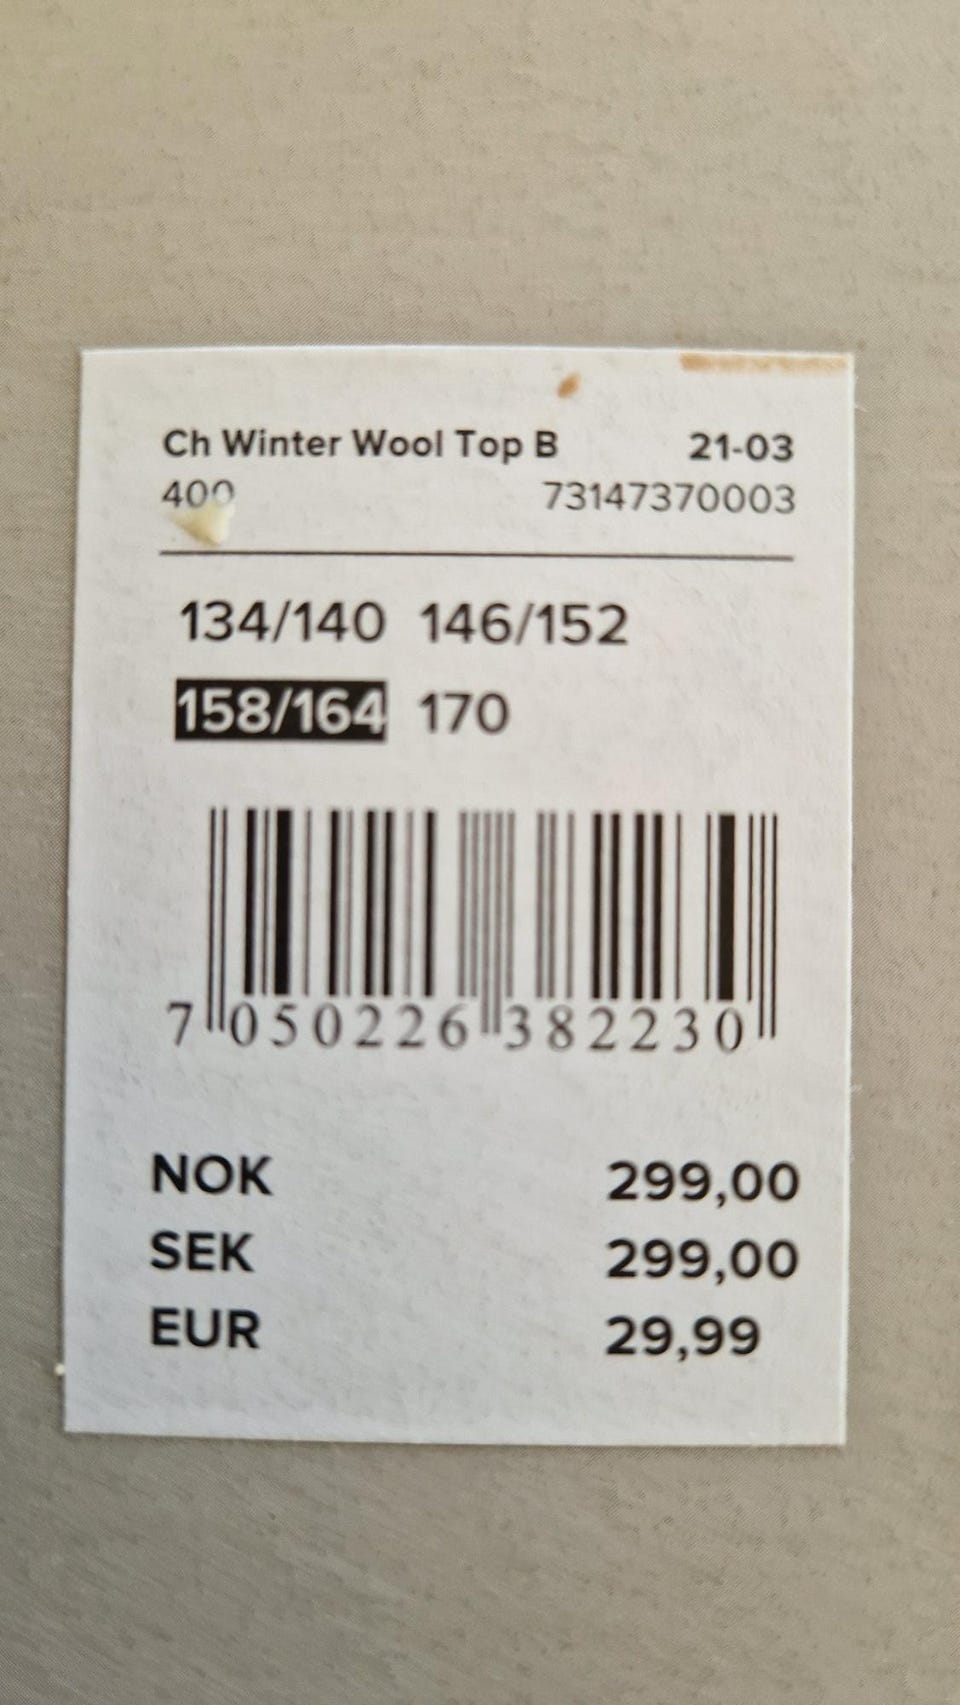 Ch Winter Wool Top B 21-03
400 73147370003
134/140 146/152
158/164 170
7 050226 382230
NOK 299,00
SEK 299,00
EUR 29,99